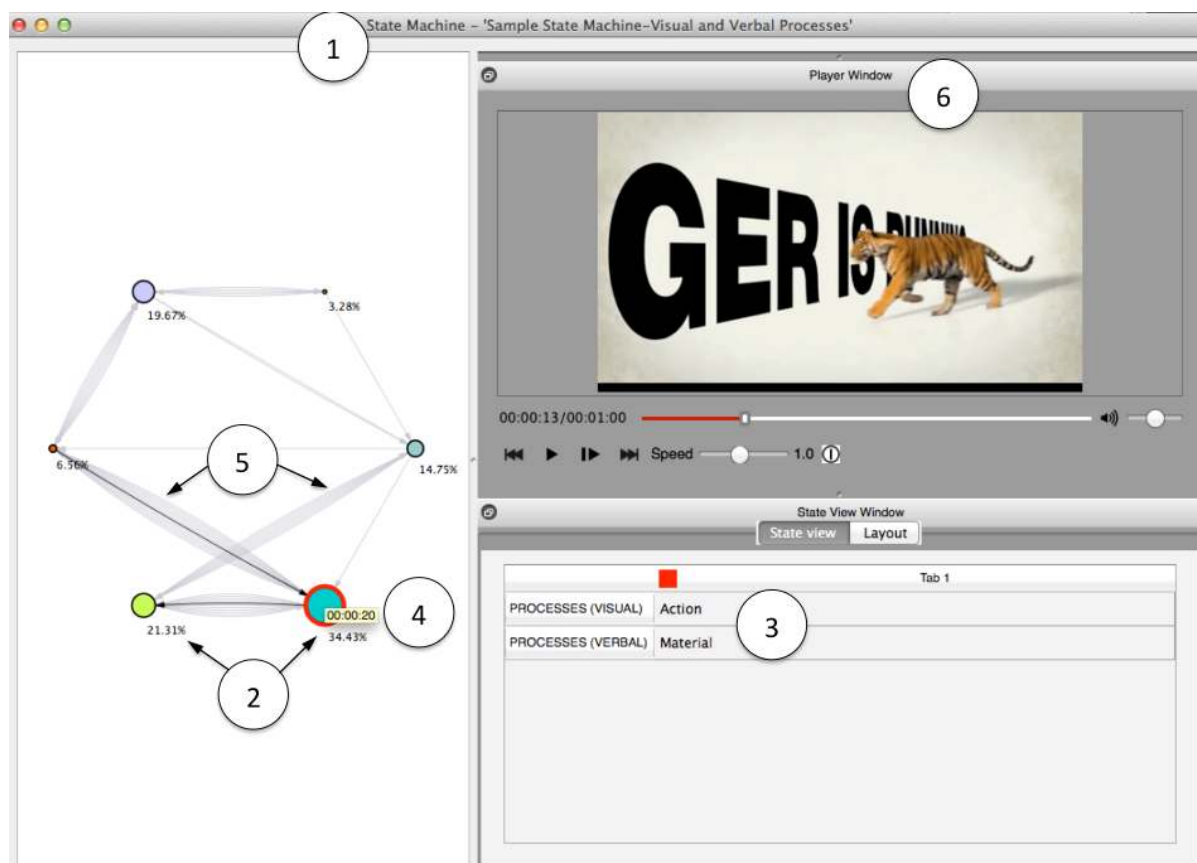 State Machine - 'Sample State Machine-Visual and Verbal Processes'
1
Player Window
6
GER IS RUNNING
19.67%
3.28%
00:00:13/00:01:00
Speed
1.0
6.56%
5
14.75%
State View Window
State view
Layout
Tab 1
PROCESSES (VISUAL)
Action
PROCESSES (VERBAL)
Material
3
00:00:20
4
21.31%
34.43%
2